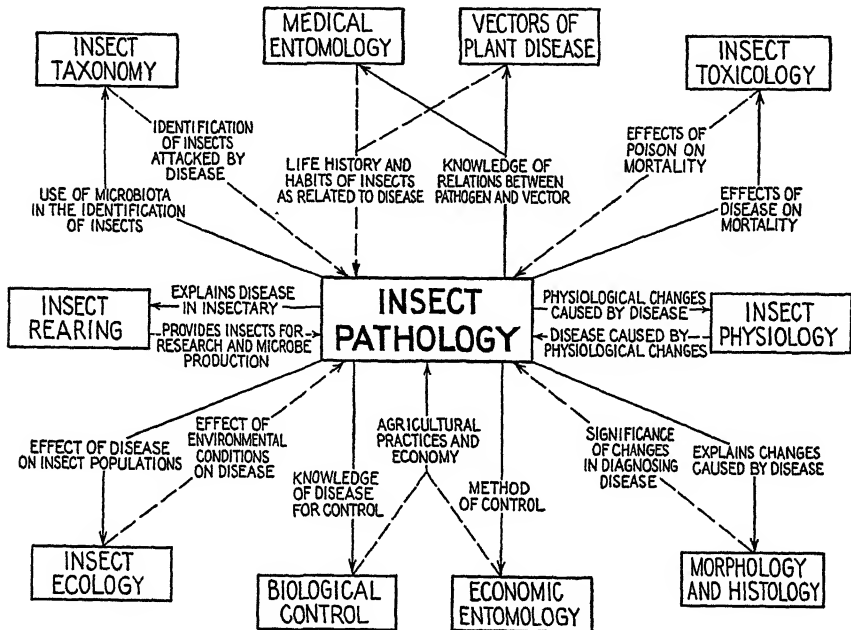 INSECT
TAXONOMY
MEDICAL
ENTOMOLOGY
VECTORS OF
PLANT DISEASE
INSECT
TOXICOLOGY
IDENTIFICATION
OF INSECTS
ATTACKED BY
DISEASE
USE OF MICROBIOTA
IN THE IDENTIFICATION
OF INSECTS
LIFE HISTORY AND
HABITS OF INSECTS
AS RELATED TO DISEASE
KNOWLEDGE OF
RELATIONS BETWEEN
PATHOGEN AND VECTOR
EFFECTS OF
POISON ON
MORTALITY
EFFECTS OF
DISEASE ON
MORTALITY
INSECT
REARING
EXPLAINS DISEASE
IN INSECTARY
PROVIDES INSECTS FOR
RESEARCH AND MICROBE
PRODUCTION
INSECT
PATHOLOGY
PHYSIOLOGICAL CHANGES
CAUSED BY DISEASE
DISEASE CAUSED BY
PHYSIOLOGICAL CHANGES
INSECT
PHYSIOLOGY
EFFECT OF DISEASE
ON INSECT POPULATIONS
EFFECT OF
ENVIRONMENTAL
CONDITIONS
ON DISEASE
KNOWLEDGE
OF DISEASE
FOR CONTROL
AGRICULTURAL
PRACTICES AND
ECONOMY
METHOD
OF CONTROL
SIGNIFICANCE
OF CHANGES
IN DIAGNOSING
DISEASE
EXPLAINS CHANGES
CAUSED BY DISEASE
INSECT
ECOLOGY
BIOLOGICAL
CONTROL
ECONOMIC
ENTOMOLOGY
MORPHOLOGY
AND HISTOLOGY